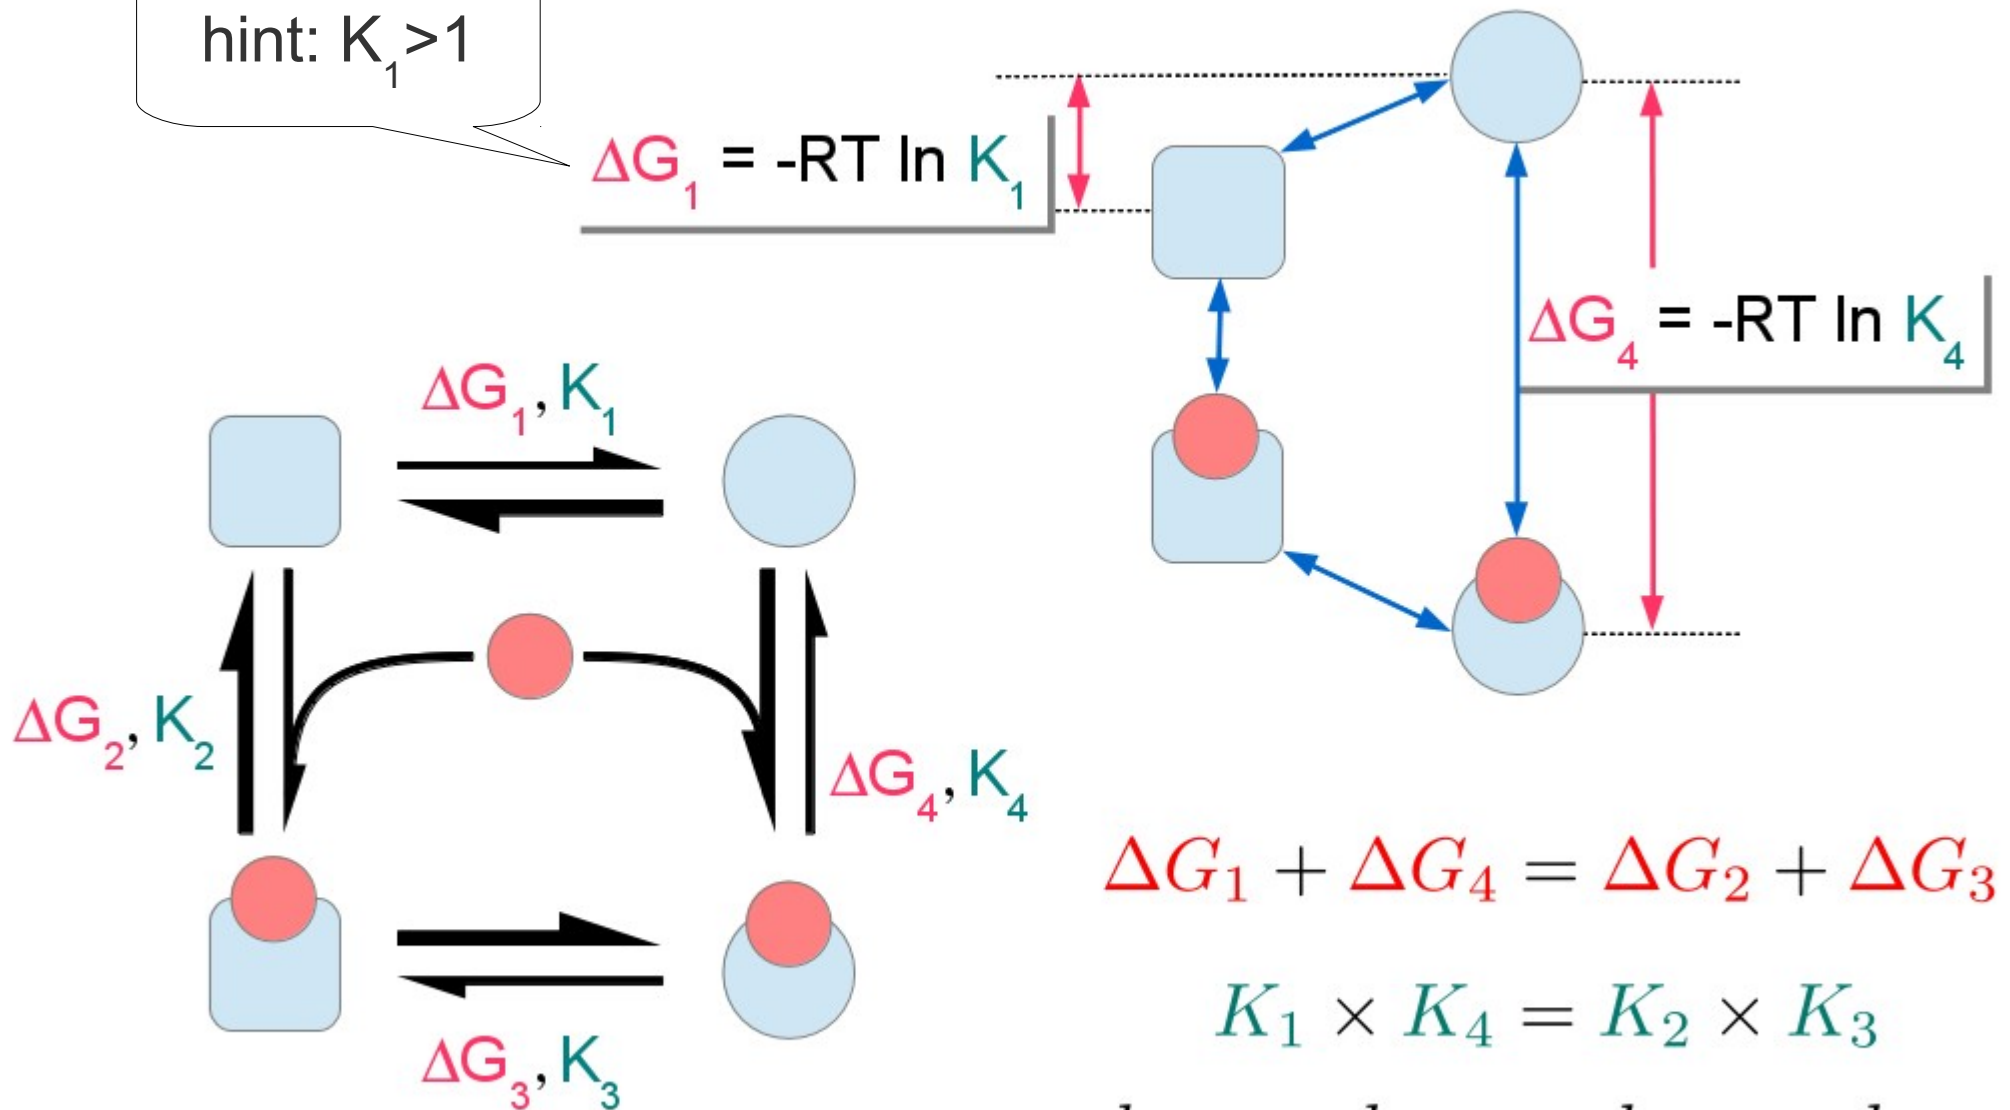 hint: K₁>1
ΔG₁ = -RT ln K₁
ΔG₄ = -RT ln K₄
ΔG₁, K₁
ΔG₂, K₂
ΔG₄, K₄
ΔG₃, K₃
ΔG₁ + ΔG₄ = ΔG₂ + ΔG₃
K₁ × K₄ = K₂ × K₃